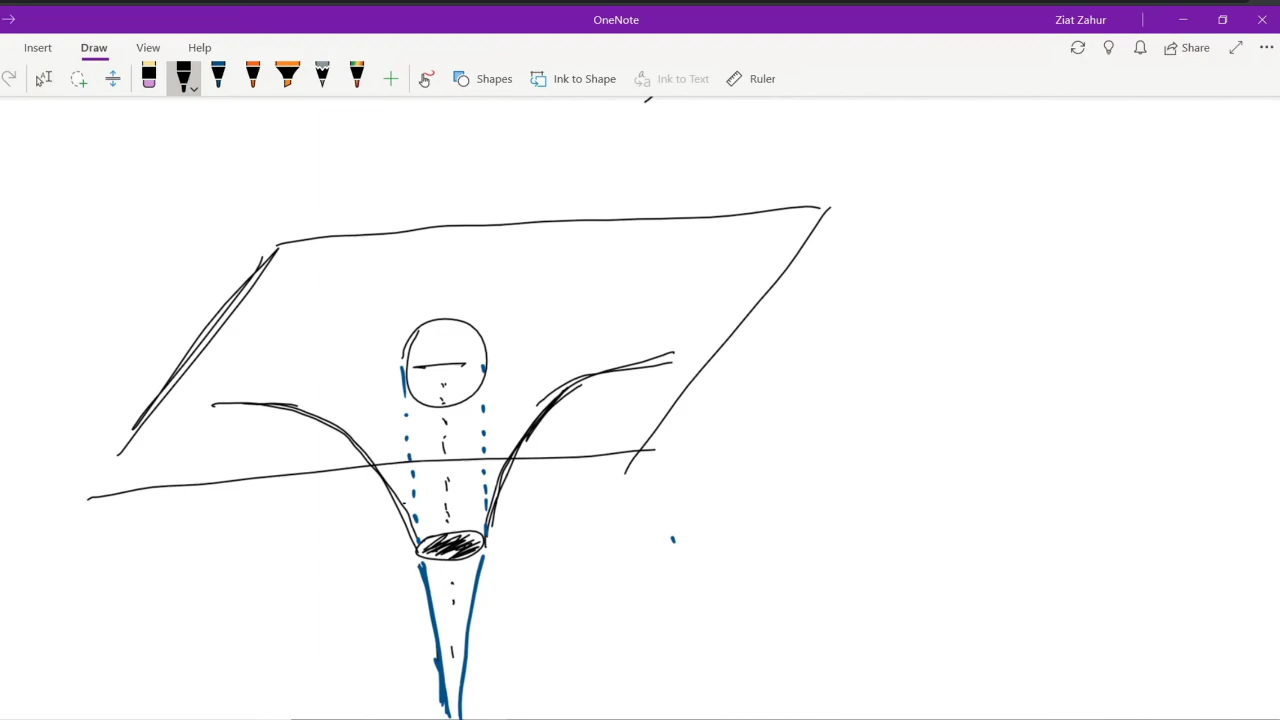 OneNote
Ziat Zahur
Insert Draw View Help
Share
Shapes Ink to Shape Ink to Text Ruler